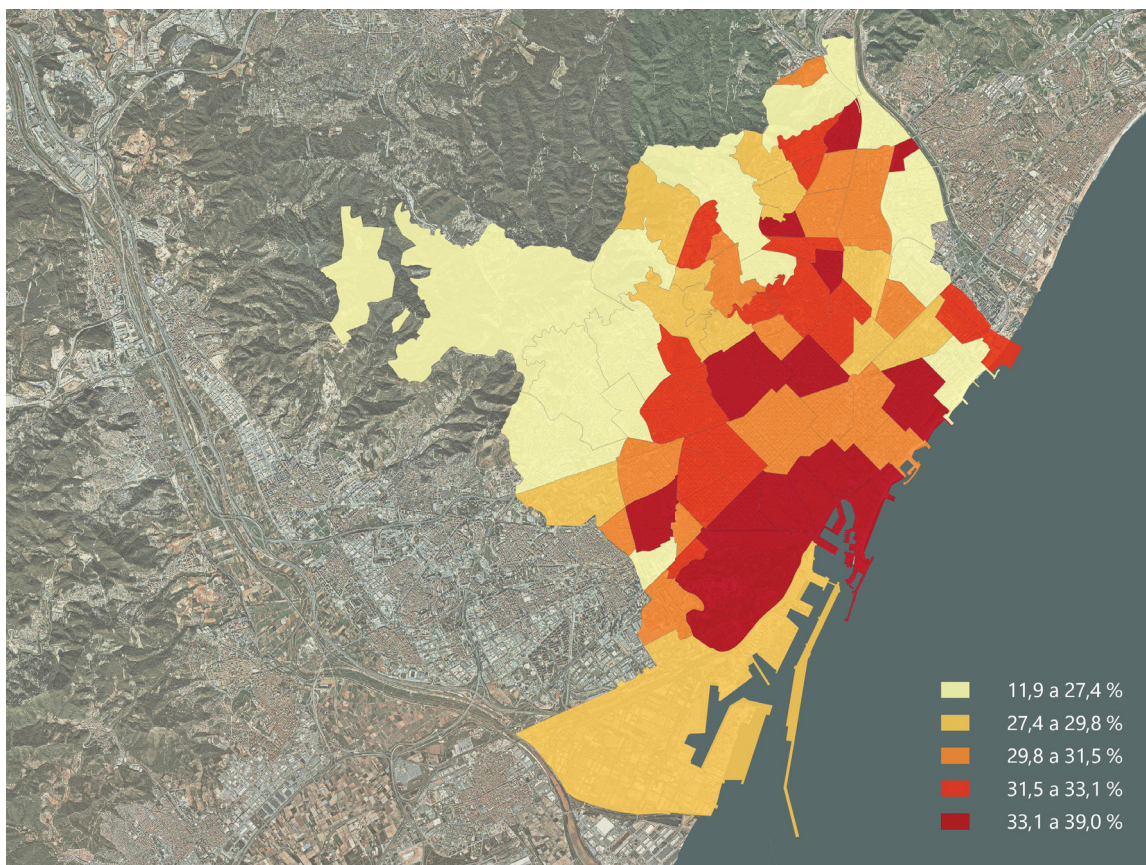 11,9 a 27,4 %
27,4 a 29,8 %
29,8 a 31,5 %
31,5 a 33,1 %
33,1 a 39,0 %